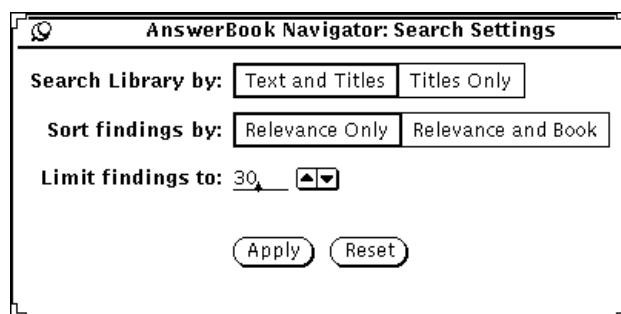 AnswerBook Navigator: Search Settings
Search Library by: Text and Titles Titles Only
Sort findings by: Relevance Only Relevance and Book
Limit findings to: 30
Apply Reset